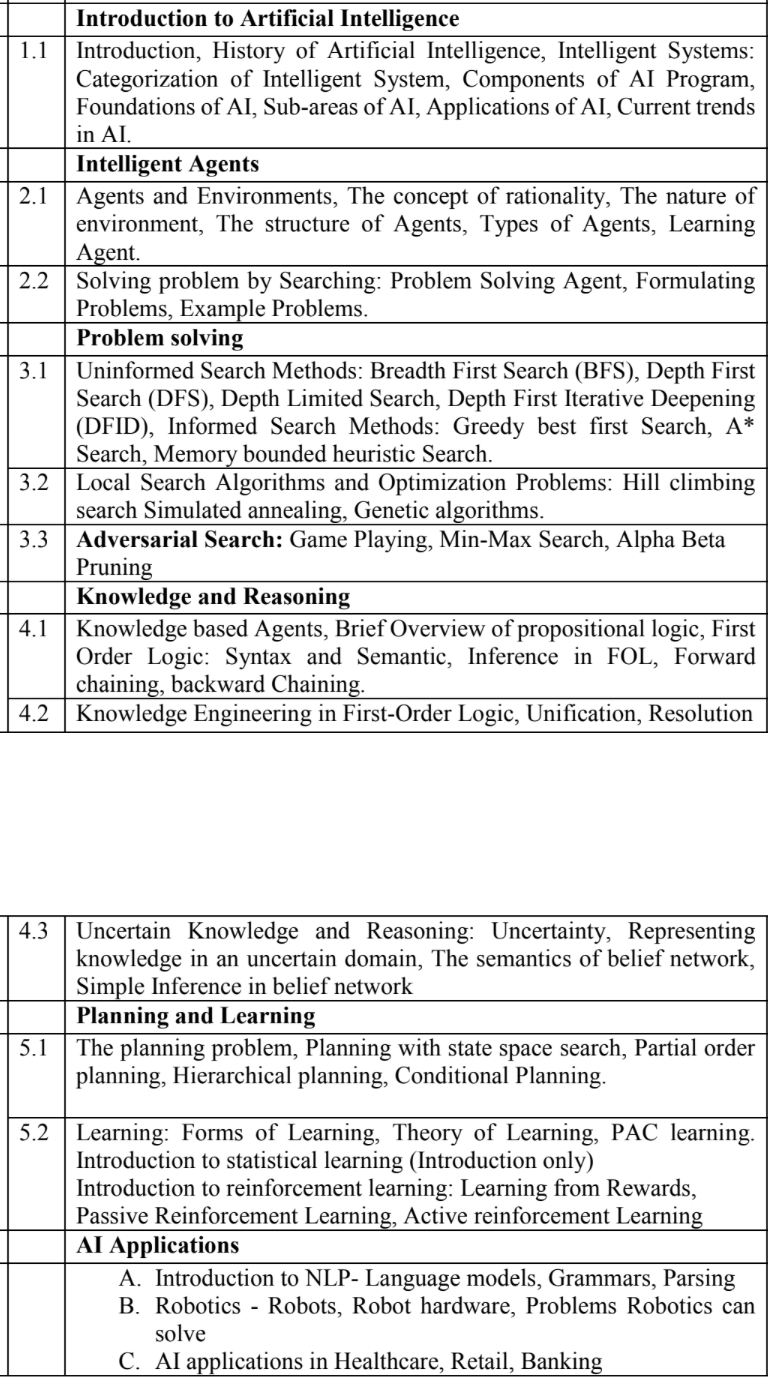 Introduction to Artificial Intelligence
1.1 Introduction, History of Artificial Intelligence, Intelligent Systems:
Categorization of Intelligent System, Components of AI Program,
Foundations of AI, Sub-areas of AI, Applications of AI, Current trends
in AI.
Intelligent Agents
2.1 Agents and Environments, The concept of rationality, The nature of
environment, The structure of Agents, Types of Agents, Learning
Agent.
2.2 Solving problem by Searching: Problem Solving Agent, Formulating
Problems, Example Problems.
Problem solving
3.1 Uninformed Search Methods: Breadth First Search (BFS), Depth First
Search (DFS), Depth Limited Search, Depth First Iterative Deepening
(DFID), Informed Search Methods: Greedy best first Search, A*
Search, Memory bounded heuristic Search.
3.2 Local Search Algorithms and Optimization Problems: Hill climbing
search Simulated annealing, Genetic algorithms.
3.3 Adversarial Search: Game Playing, Min-Max Search, Alpha Beta
Pruning
Knowledge and Reasoning
4.1 Knowledge based Agents, Brief Overview of propositional logic, First
Order Logic: Syntax and Semantic, Inference in FOL, Forward
chaining, backward Chaining.
4.2 Knowledge Engineering in First-Order Logic, Unification, Resolution
4.3 Uncertain Knowledge and Reasoning: Uncertainty, Representing
knowledge in an uncertain domain, The semantics of belief network,
Simple Inference in belief network
Planning and Learning
5.1 The planning problem, Planning with state space search, Partial order
planning, Hierarchical planning, Conditional Planning.
5.2 Learning: Forms of Learning, Theory of Learning, PAC learning.
Introduction to statistical learning (Introduction only)
Introduction to reinforcement learning: Learning from Rewards,
Passive Reinforcement Learning, Active reinforcement Learning
AI Applications
A. Introduction to NLP- Language models, Grammars, Parsing
B. Robotics - Robots, Robot hardware, Problems Robotics can
solve
C. AI applications in Healthcare, Retail, Banking